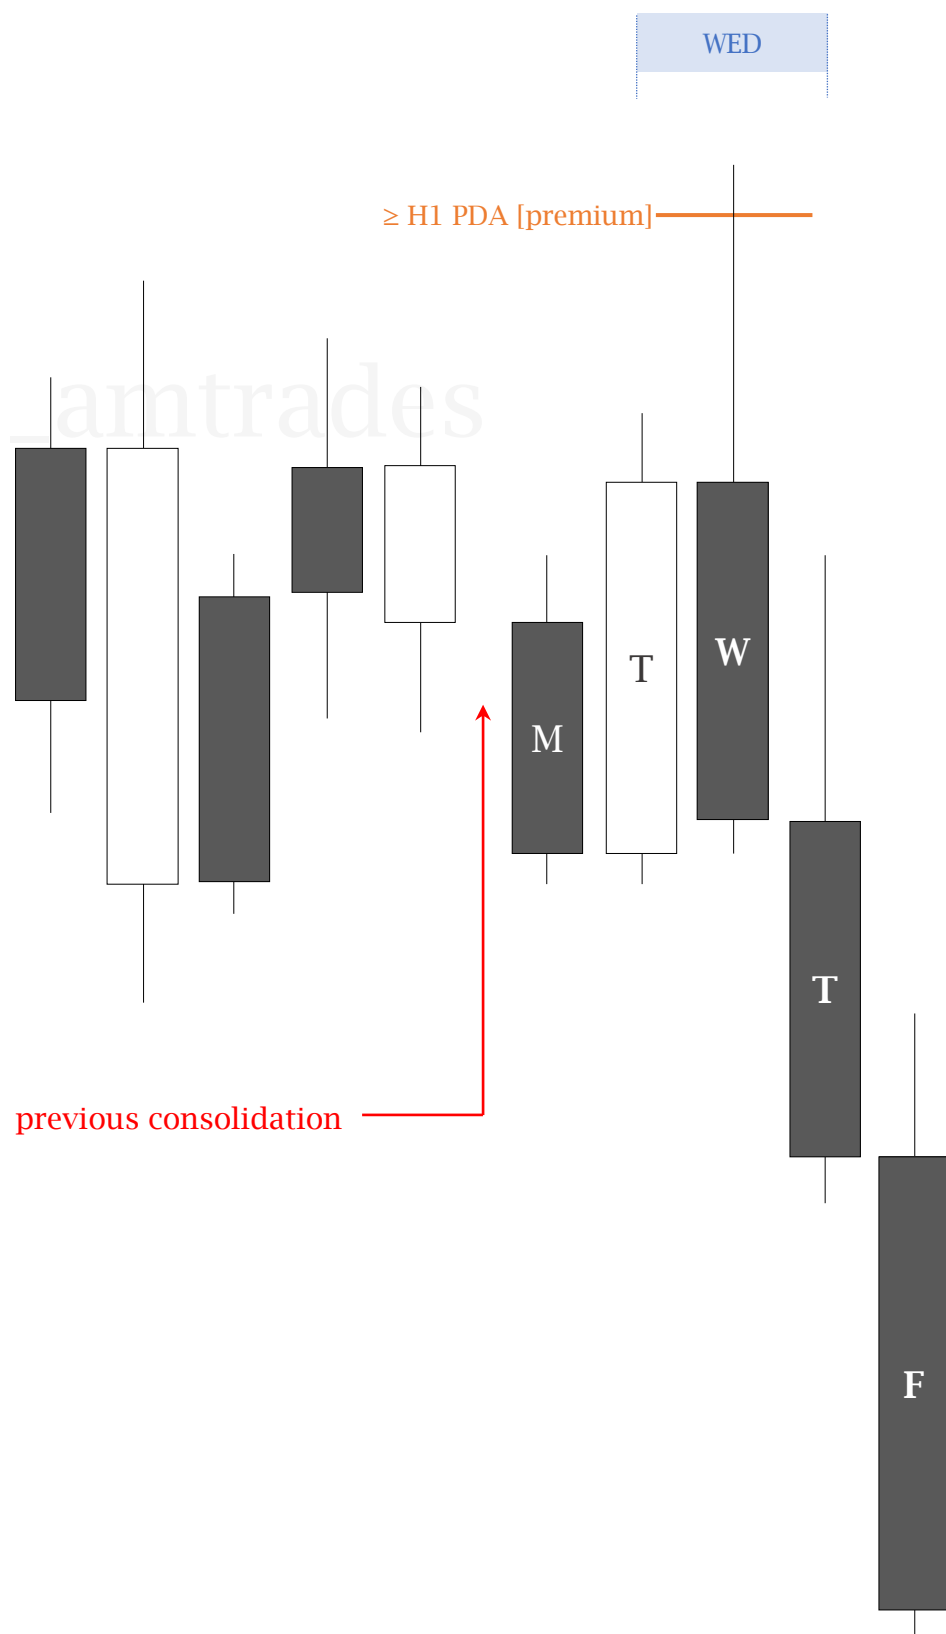 WED
≥ H1 PDA [premium]
_amtrades
T
W
M
T
previous consolidation
F